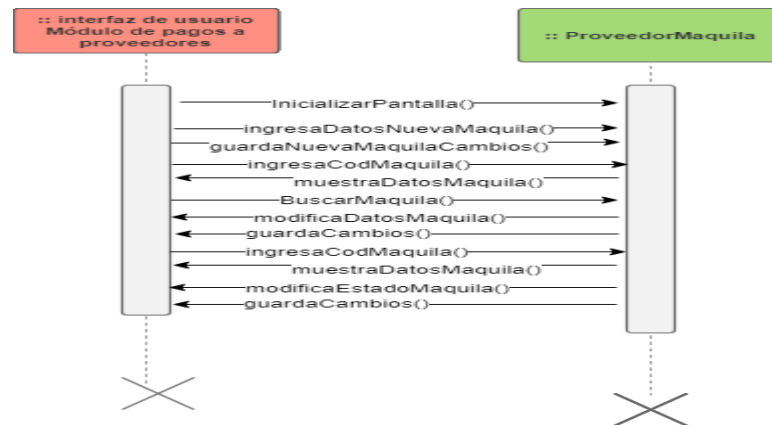 :: interfaz de usuario
Módulo de pagos a
proveedores
:: ProveedorMaquila
InicializarPantalla()
ingresaDatosNuevaMaquila()
guardaNuevaMaquilaCambios()
ingresaCodMaquila()
muestraDatosMaquila()
BuscarMaquila()
modificaDatosMaquila()
guardaCambios()
ingresaCodMaquila()
muestraDatosMaquila()
modificaEstadoMaquila()
guardaCambios()